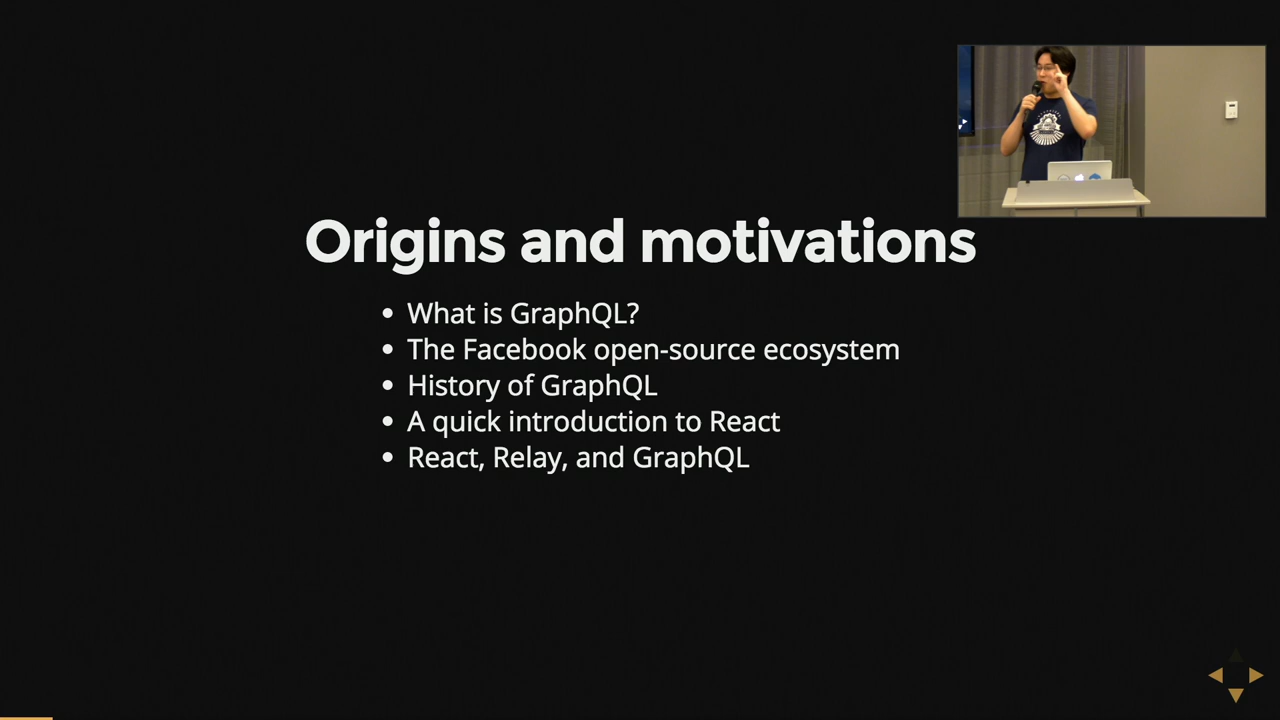 Origins and motivations
What is GraphQL?
The Facebook open-source ecosystem
History of GraphQL
A quick introduction to React
React, Relay, and GraphQL